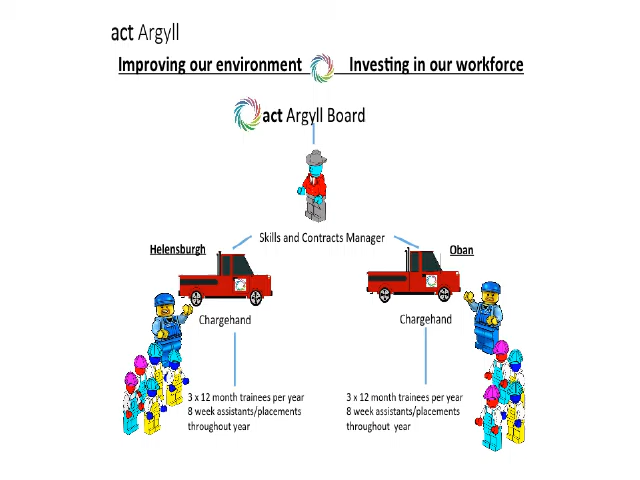 act Argyll
Improving our environment Investing in our workforce
act Argyll Board
Skills and Contracts Manager
Helensburgh
Oban
Chargehand
Chargehand
3 x 12 month trainees per year
8 week assistants/placements
throughout year
3 x 12 month trainees per year
8 week assistants/placements
throughout year